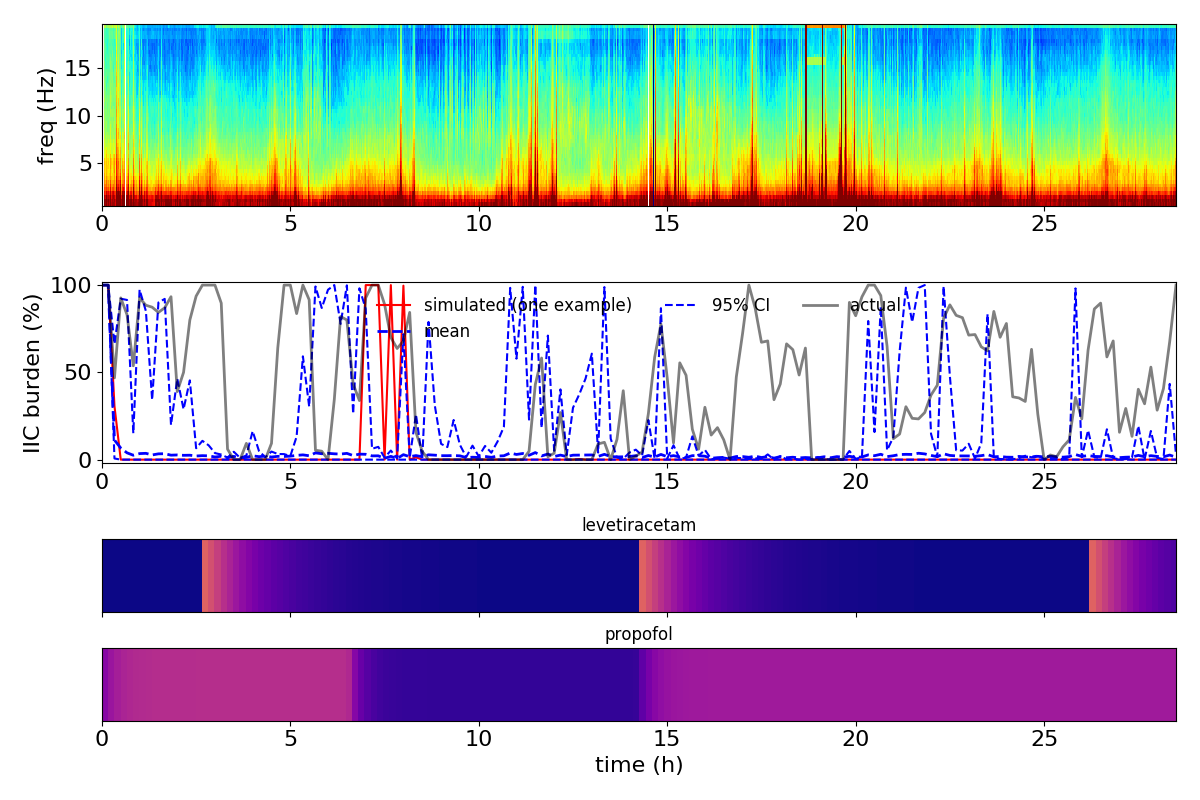 freq (Hz)
15
10
5
0 5 10 15 20 25
IIC burden (%)
100
50
0
simulated (one example) 95% CI actual
mean
0 5 10 15 20 25
levetiracetam
propofol
0 5 10 15 20 25
time (h)